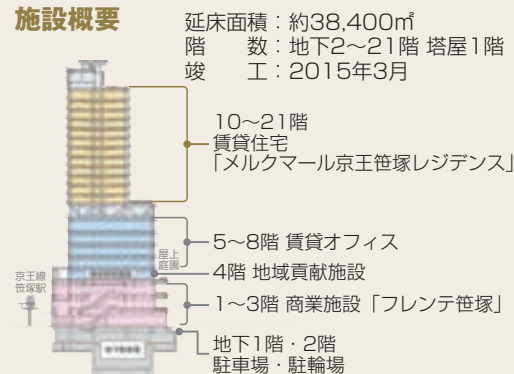 施設概要
延床面積：約38,400㎡
階　　数：地下2～21階 塔屋1階
竣　　工：2015年3月
10～21階
賃貸住宅
「メルクマール京王笹塚レジデンス」
屋上
庭園
5～8階 賃貸オフィス
4階 地域貢献施設
京王線
笹塚駅
1～3階 商業施設「フレンテ笹塚」
地下1階・2階
駐車場・駐輪場